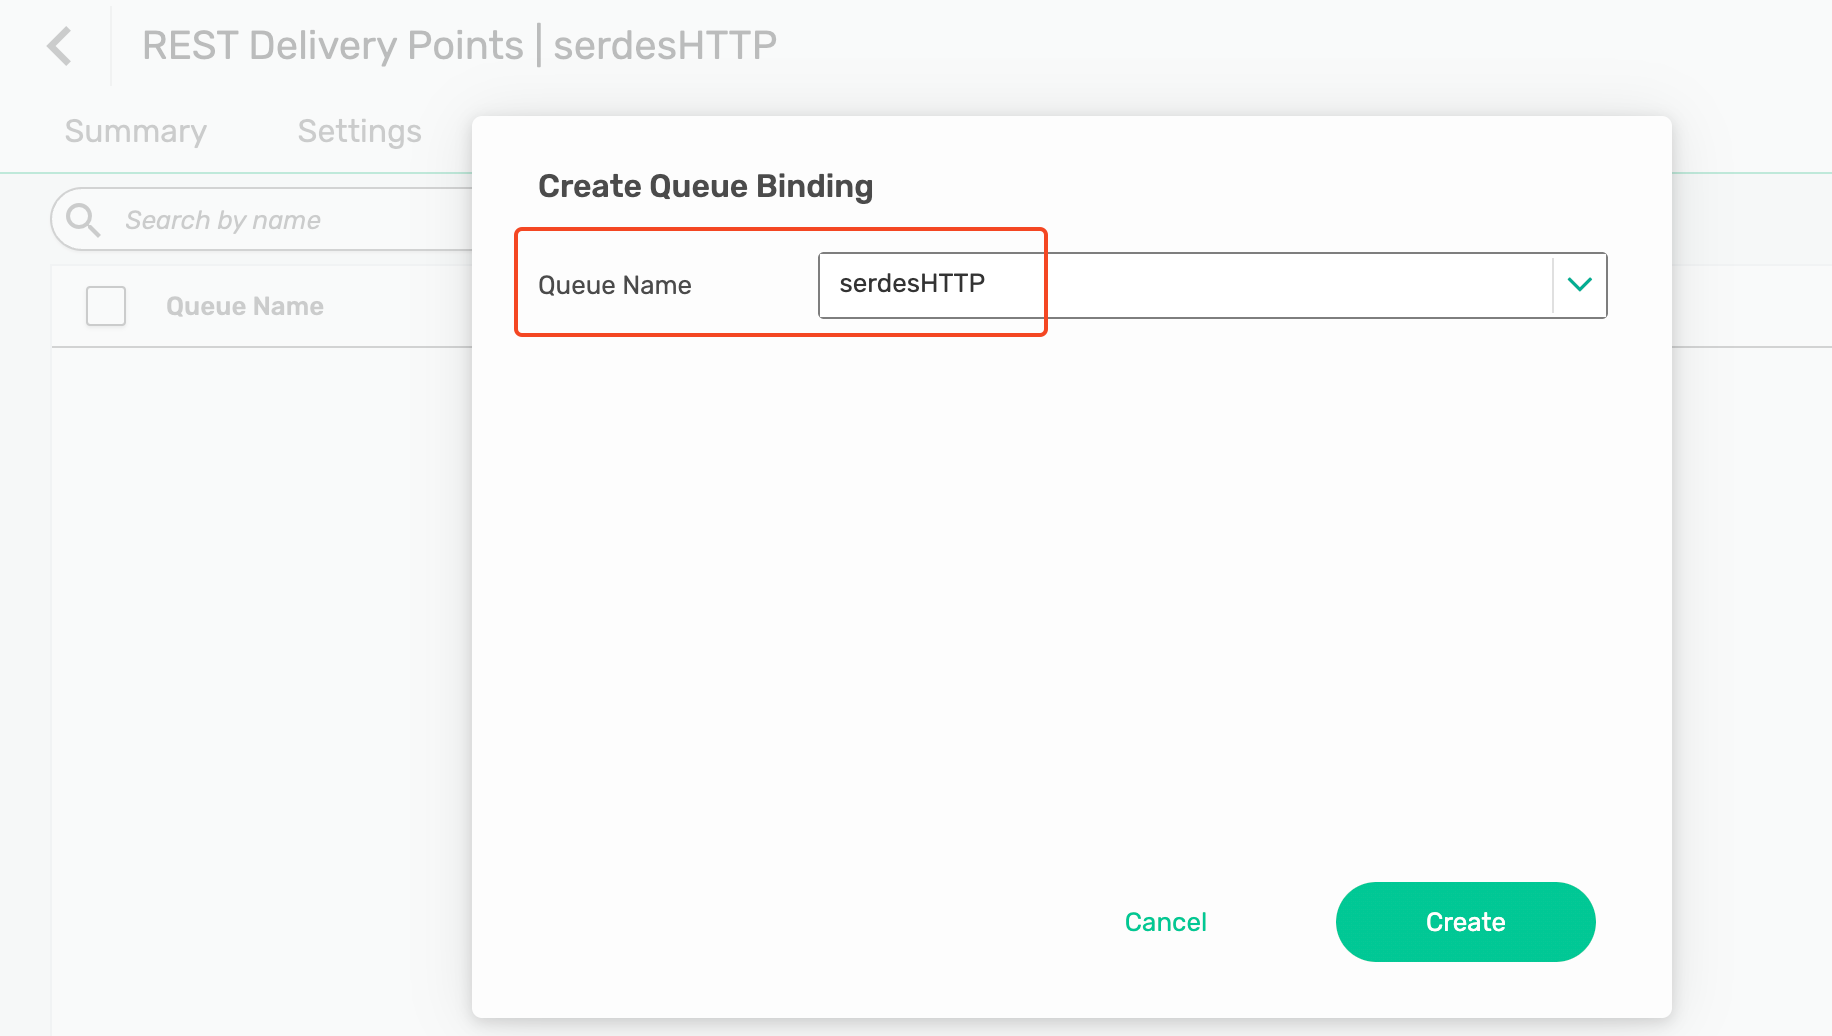 REST Delivery Points | serdesHTTP
Summary
Settings
Search by name
Queue Name
Create Queue Binding
Queue Name
serdesHTTP
Cancel
Create